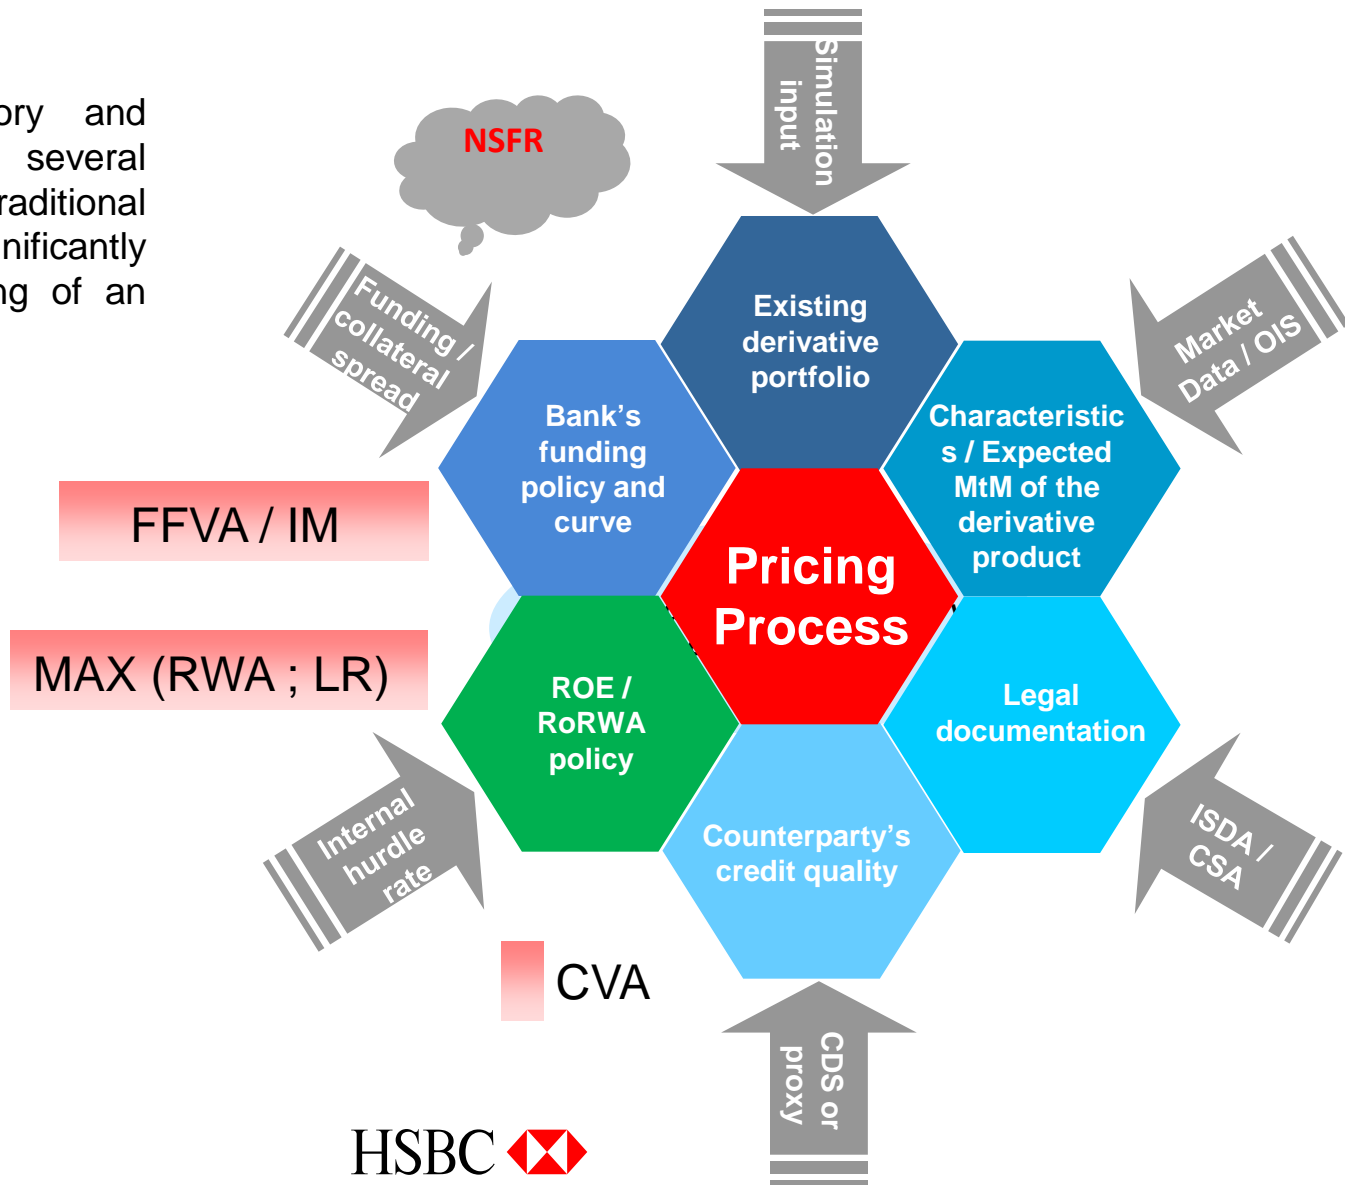 ory and
several
raditional
nificantly
ng of an
NSFR
Simulation
input
Funding /
collateral
spread
Market
Data / OIS
Existing
derivative
portfolio
Bank's
funding
policy and
curve
Characteristic
s / Expected
MtM of the
derivative
product
FFVA / IM
Pricing
Process
MAX (RWA ; LR)
ROE /
RoRWA
policy
Legal
documentation
Internal
hurdle
rate
Counterparty's
credit quality
ISDA /
CSA
CVA
CDS or
proxy
HSBC